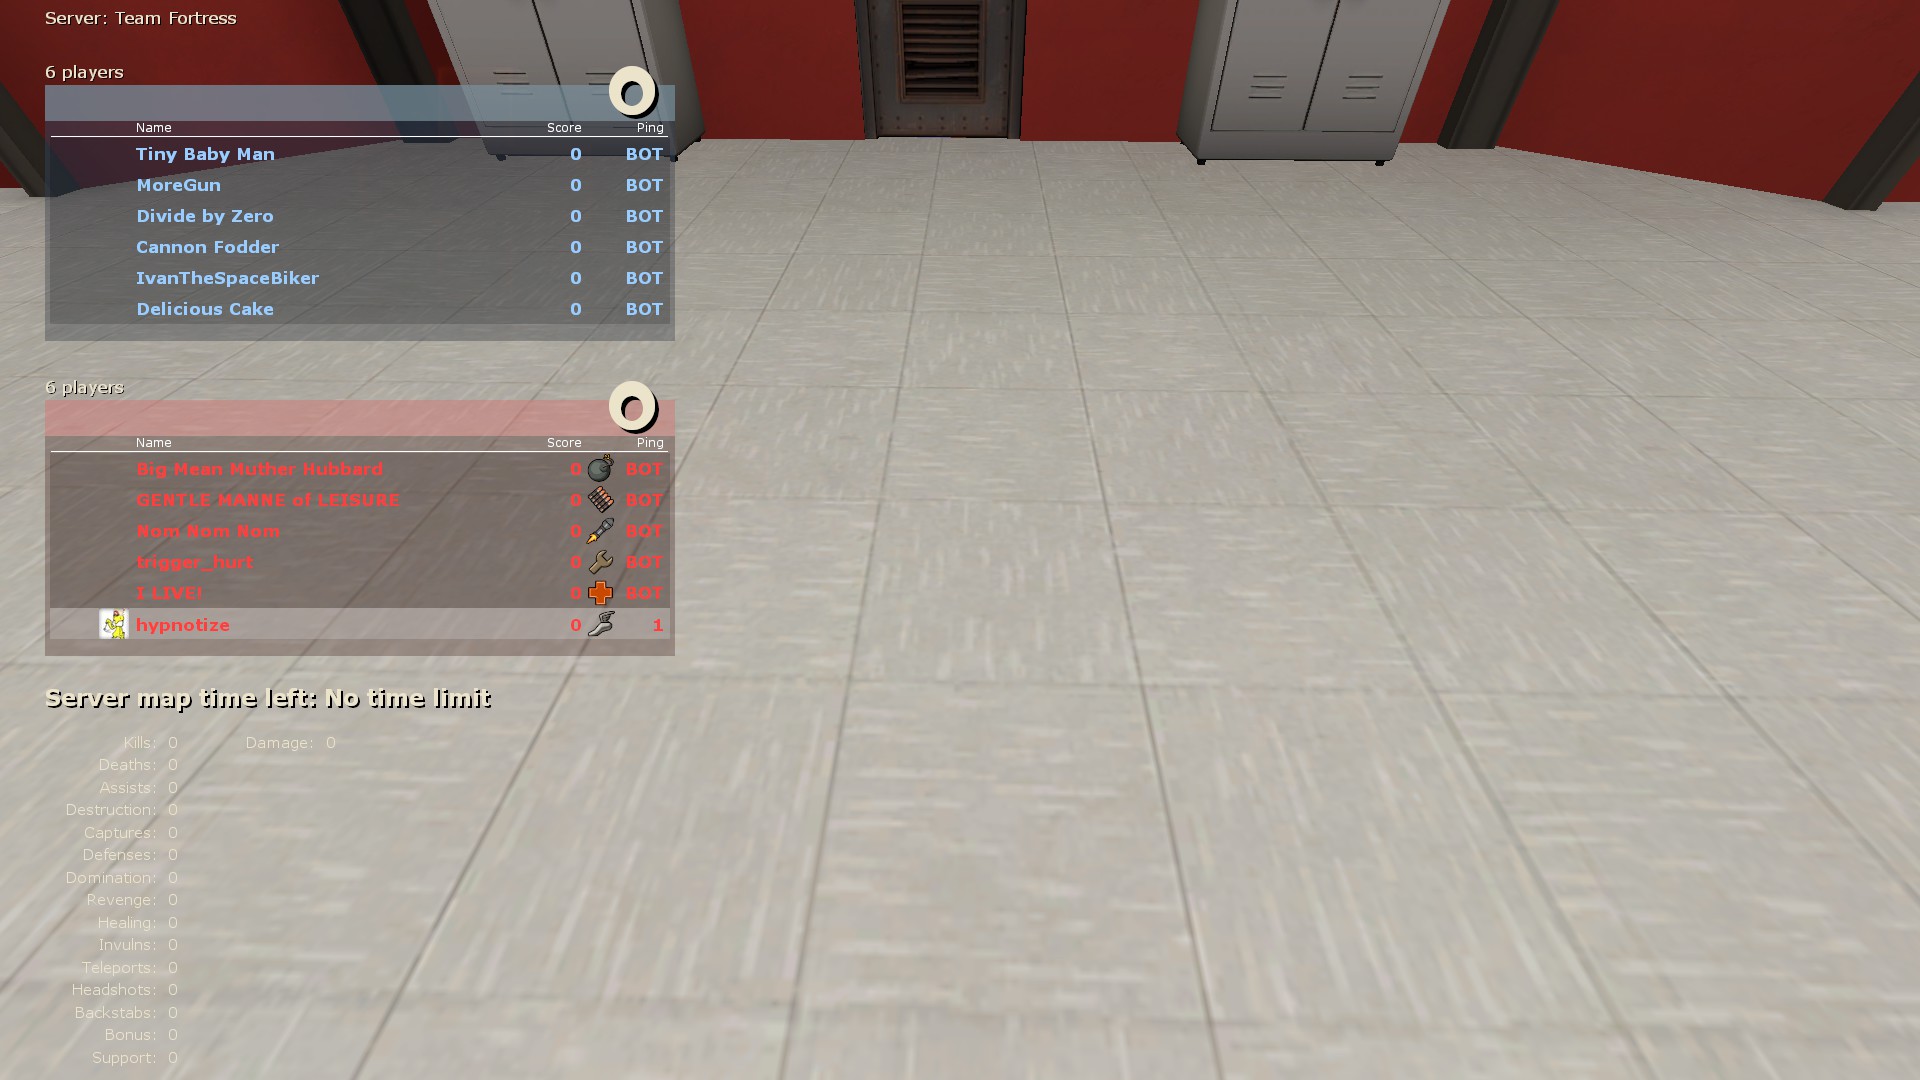 Server: Team Fortress
6 players
0
Name Score Ping
Tiny Baby Man 0 BOT
MoreGun 0 BOT
Divide by Zero 0 BOT
Cannon Fodder 0 BOT
IvanTheSpaceBiker 0 BOT
Delicious Cake 0 BOT
6 players
0
Name Score Ping
Big Mean Muther Hubbard 0 BOT
GENTLE MANNE of LEISURE 0 BOT
Nom Nom Nom 0 BOT
trigger_hurt 0 BOT
I LIVE! 0 BOT
hypnotize 0 1
Server map time left: No time limit
Kills: 0 Damage: 0
Deaths: 0
Assists: 0
Destruction: 0
Captures: 0
Defenses: 0
Domination: 0
Revenge: 0
Healing: 0
Invulns: 0
Teleports: 0
Headshots: 0
Backstabs: 0
Bonus: 0
Support: 0